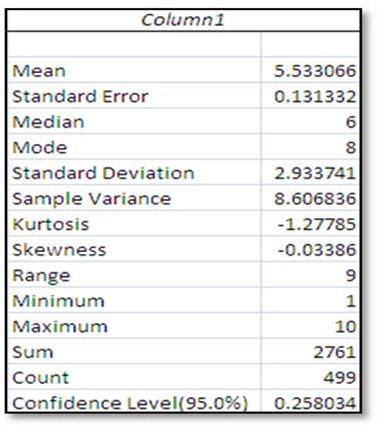 Column1
Mean 5.533066
Standard Error 0.131332
Median 6
Mode 8
Standard Deviation 2.933741
Sample Variance 8.606836
Kurtosis -1.27785
Skewness -0.03386
Range 9
Minimum 1
Maximum 10
Sum 2761
Count 499
Confidence Level(95.0%) 0.258034